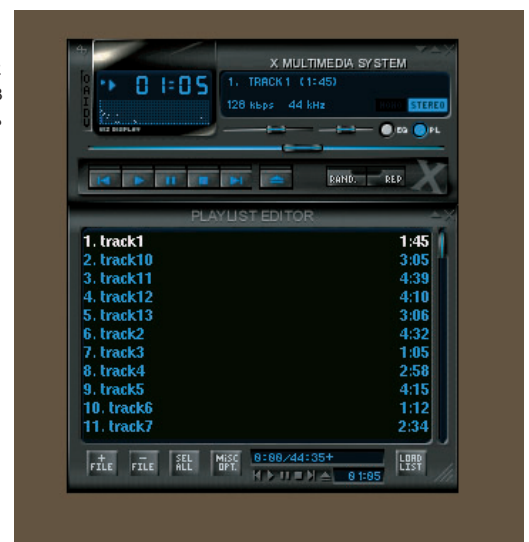 X MULTIMEDIA SYSTEM
01:05
1. TRACK1 (1:45)
128 kbps 44 kHz
STEREO
VIZ DISPLAY
EQ
PL
RAND.
REP
X
PLAYLIST EDITOR
1. track1 1:45
2. track10 3:05
3. track11 4:39
4. track12 4:10
5. track13 3:06
6. track2 4:32
7. track3 1:05
8. track4 2:58
9. track5 4:15
10. track6 1:12
11. track7 2:34
+ FILE
- FILE
SEL ALL
MISC OPT.
0:00/44:35+
01:05
LOAD LIST